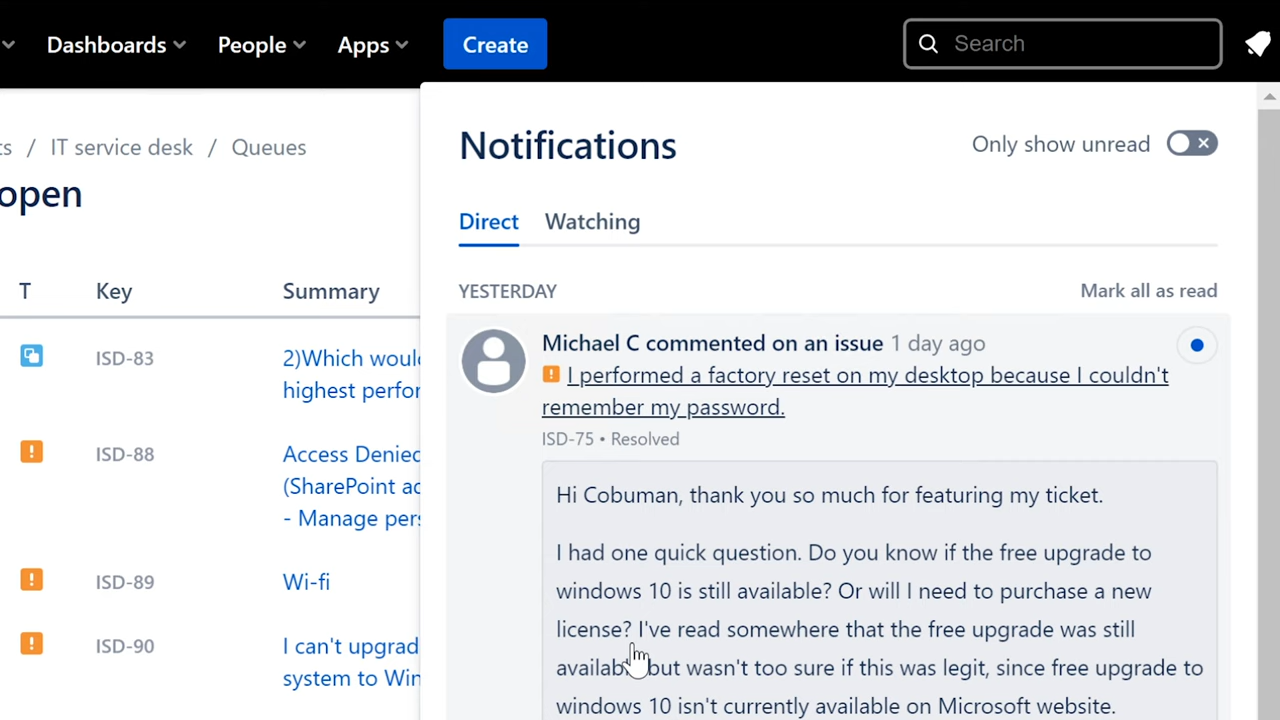 Dashboards People Apps Create Search
ts / IT service desk / Queues
open
T Key Summary
ISD-83 2)Which would
highest perfor
ISD-88 Access Denied
(SharePoint ac
- Manage pers
ISD-89 Wi-fi
ISD-90 I can't upgrad
system to Win
Notifications Only show unread
Direct Watching
YESTERDAY Mark all as read
Michael C commented on an issue 1 day ago
I performed a factory reset on my desktop because I couldn't
remember my password.
ISD-75 • Resolved
Hi Cobuman, thank you so much for featuring my ticket.
I had one quick question. Do you know if the free upgrade to
windows 10 is still available? Or will I need to purchase a new
license? I've read somewhere that the free upgrade was still
but wasn't too sure if this was legit, since free upgrade to
windows 10 isn't currently available on Microsoft website.